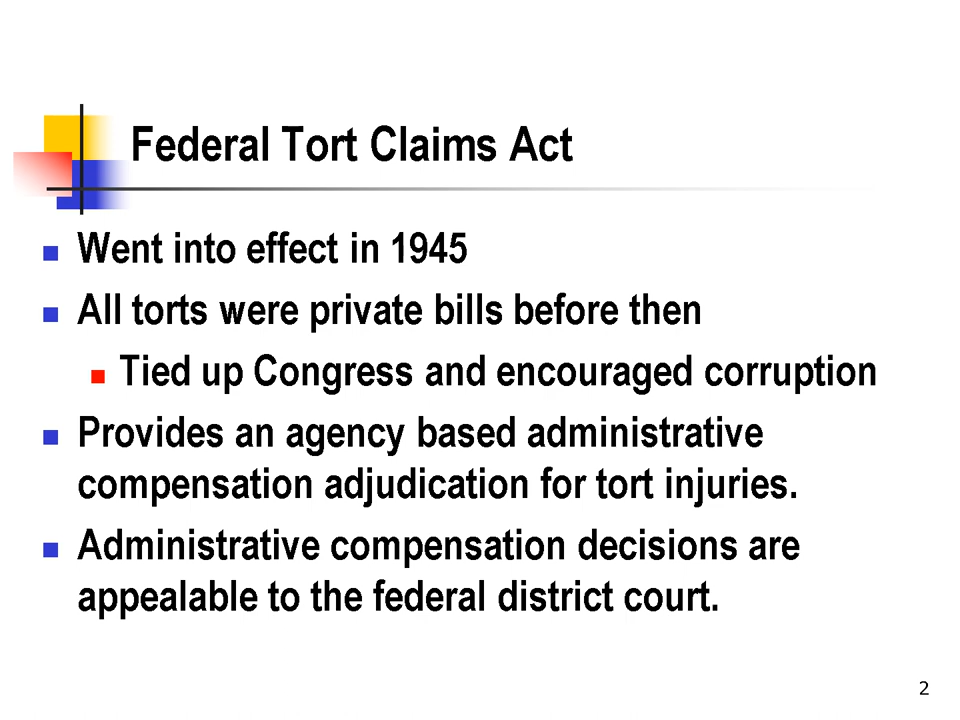 Federal Tort Claims Act
Went into effect in 1945
All torts were private bills before then
Tied up Congress and encouraged corruption
Provides an agency based administrative
compensation adjudication for tort injuries.
Administrative compensation decisions are
appealable to the federal district court.
2